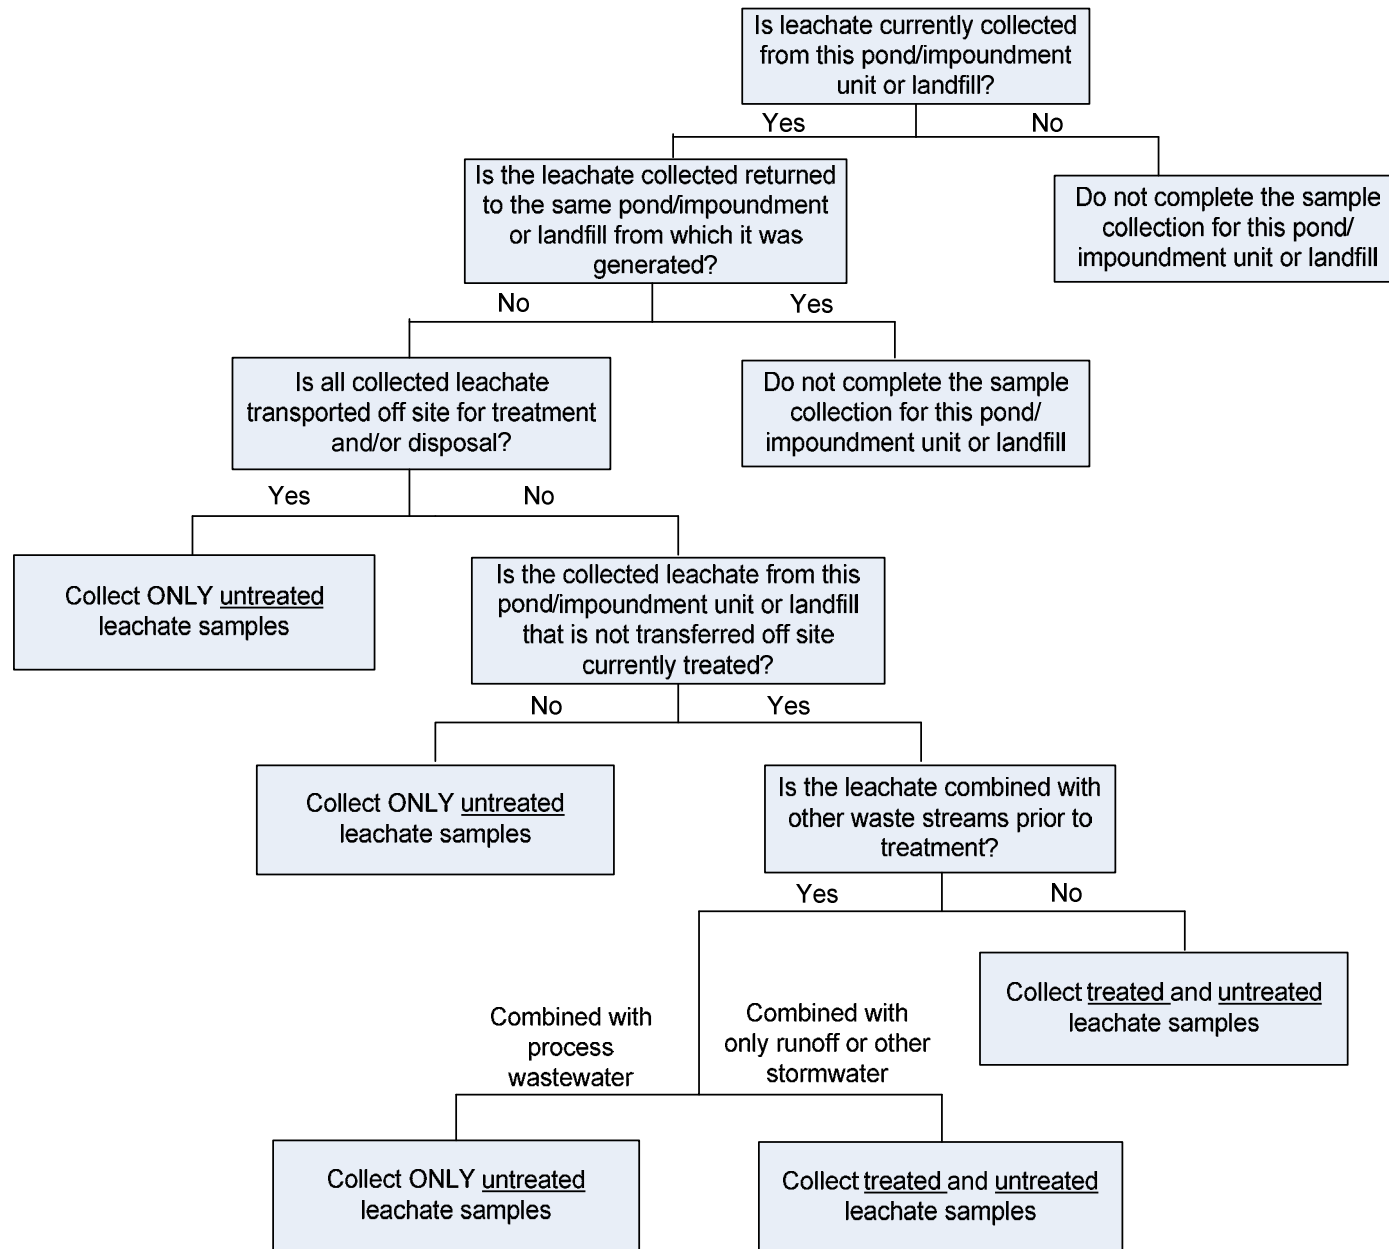 Is leachate currently collected
from this pond/impoundment
unit or landfill?
Yes
No
Is the leachate collected returned
to the same pond/impoundment
or landfill from which it was
generated?
Do not complete the sample
collection for this pond/
impoundment unit or landfill
No
Yes
Is all collected leachate
transported off site for treatment
and/or disposal?
Do not complete the sample
collection for this pond/
impoundment unit or landfill
Yes
No
Collect ONLY untreated
leachate samples
Is the collected leachate from this
pond/impoundment unit or landfill
that is not transferred off site
currently treated?
No
Yes
Collect ONLY untreated
leachate samples
Is the leachate combined with
other waste streams prior to
treatment?
Yes
No
Collect treated and untreated
leachate samples
Combined with
process
wastewater
Combined with
only runoff or other
stormwater
Collect ONLY untreated
leachate samples
Collect treated and untreated
leachate samples